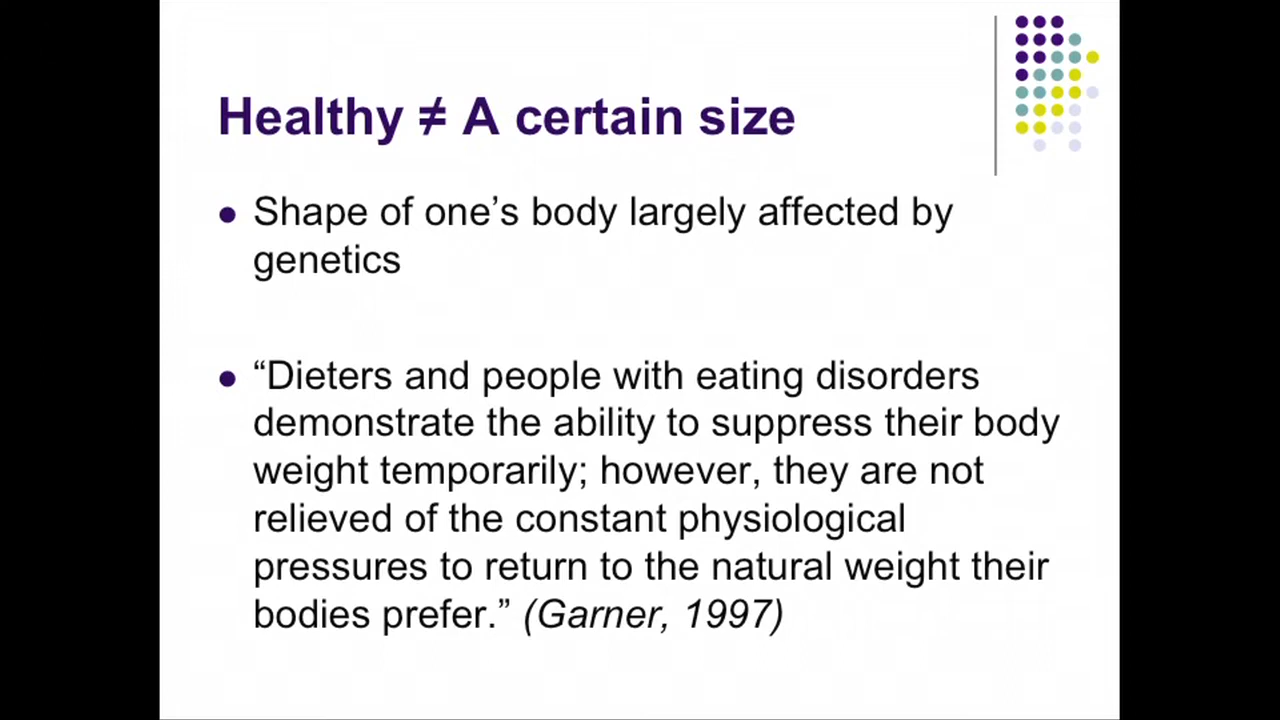 Healthy ≠ A certain size
● Shape of one’s body largely affected by
genetics
● “Dieters and people with eating disorders
demonstrate the ability to suppress their body
weight temporarily; however, they are not
relieved of the constant physiological
pressures to return to the natural weight their
bodies prefer.” (Garner, 1997)